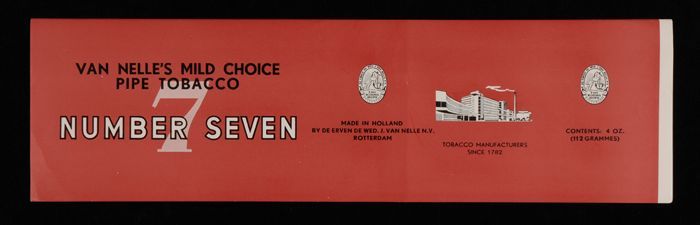 VAN NELLE'S MILD CHOICE
PIPE TOBACCO
7
NUMBER SEVEN
MADE IN HOLLAND
BY DE ERVEN DE WED. J. VAN NELLE N.V.
ROTTERDAM
TOBACCO MANUFACTURERS
SINCE 1782
CONTENTS: 4 OZ.
(112 GRAMMES)